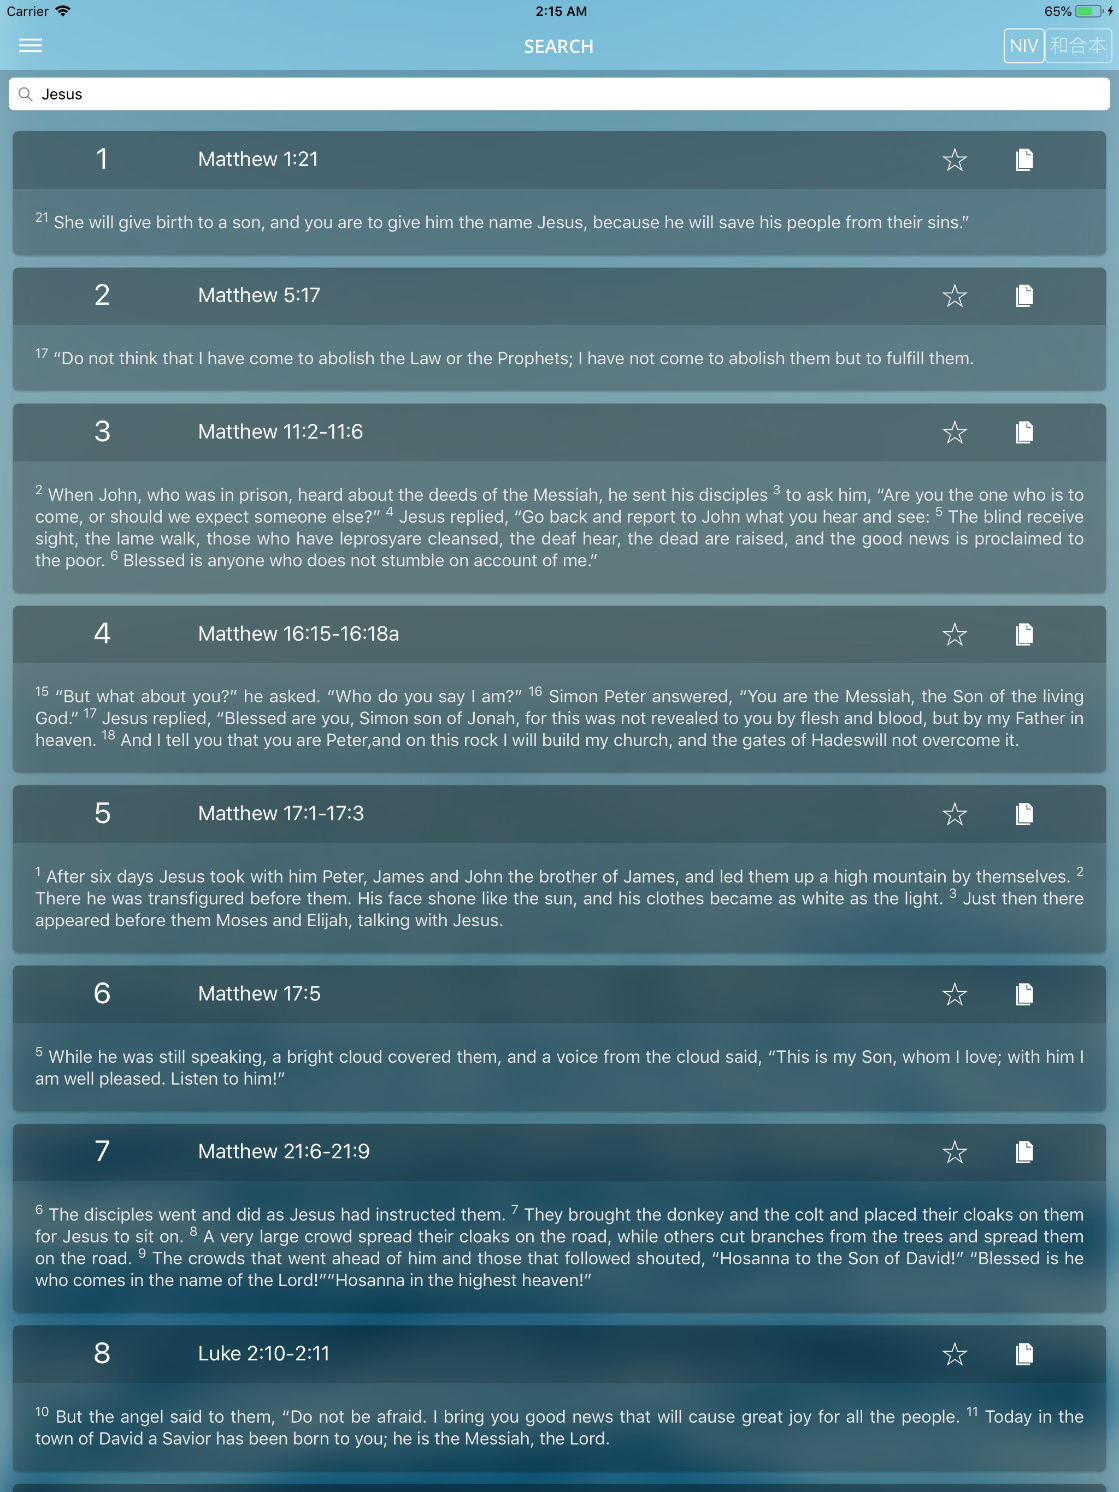 Carrier 2:15 AM 65%
SEARCH NIV 和合本
Jesus
1 Matthew 1:21
21 She will give birth to a son, and you are to give him the name Jesus, because he will save his people from their sins.”
2 Matthew 5:17
17 “Do not think that I have come to abolish the Law or the Prophets; I have not come to abolish them but to fulfill them.
3 Matthew 11:2-11:6
2 When John, who was in prison, heard about the deeds of the Messiah, he sent his disciples 3 to ask him, “Are you the one who is to
come, or should we expect someone else?” 4 Jesus replied, “Go back and report to John what you hear and see: 5 The blind receive
sight, the lame walk, those who have leprosyare cleansed, the deaf hear, the dead are raised, and the good news is proclaimed to
the poor. 6 Blessed is anyone who does not stumble on account of me.”
4 Matthew 16:15-16:18a
15 “But what about you?” he asked. “Who do you say I am?” 16 Simon Peter answered, “You are the Messiah, the Son of the living
God.” 17 Jesus replied, “Blessed are you, Simon son of Jonah, for this was not revealed to you by flesh and blood, but by my Father in
heaven. 18 And I tell you that you are Peter,and on this rock I will build my church, and the gates of Hadeswill not overcome it.
5 Matthew 17:1-17:3
1 After six days Jesus took with him Peter, James and John the brother of James, and led them up a high mountain by themselves. 2
There he was transfigured before them. His face shone like the sun, and his clothes became as white as the light. 3 Just then there
appeared before them Moses and Elijah, talking with Jesus.
6 Matthew 17:5
5 While he was still speaking, a bright cloud covered them, and a voice from the cloud said, “This is my Son, whom I love; with him I
am well pleased. Listen to him!”
7 Matthew 21:6-21:9
6 The disciples went and did as Jesus had instructed them. 7 They brought the donkey and the colt and placed their cloaks on them
for Jesus to sit on. 8 A very large crowd spread their cloaks on the road, while others cut branches from the trees and spread them
on the road. 9 The crowds that went ahead of him and those that followed shouted, “Hosanna to the Son of David!” “Blessed is he
who comes in the name of the Lord!”“Hosanna in the highest heaven!”
8 Luke 2:10-2:11
10 But the angel said to them, “Do not be afraid. I bring you good news that will cause great joy for all the people. 11 Today in the
town of David a Savior has been born to you; he is the Messiah, the Lord.